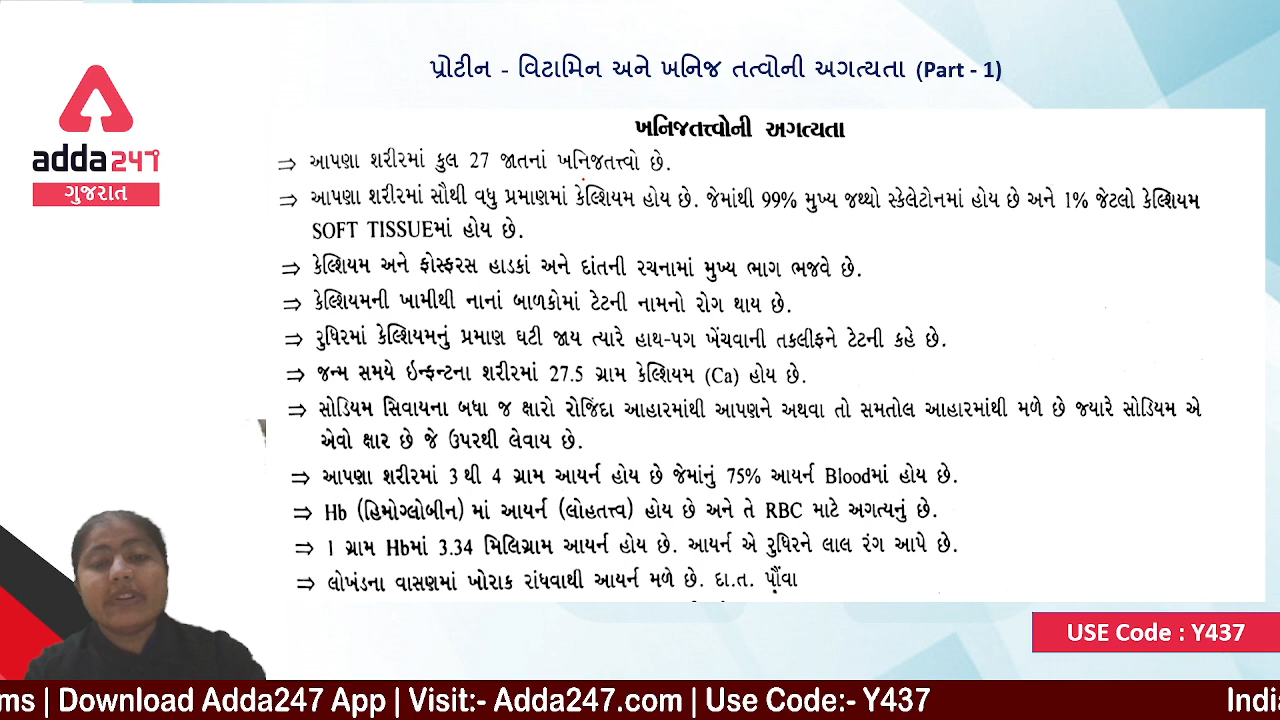 પ્રોટીન - વિટામિન અને ખનિજ તત્વોની અગત્યતા (Part - 1)
adda247
ગુજરાત
ખનિજતત્ત્વોની અગત્યતા
⇒ આપણા શરીરમાં કુલ 27 જાતનાં ખનિજતત્ત્વો છે.
⇒ આપણા શરીરમાં સૌથી વધુ પ્રમાણમાં કેલ્શિયમ હોય છે. જેમાંથી 99% મુખ્ય જથ્થો સ્કેલેટોનમાં હોય છે અને 1% જેટલો કેલ્શિયમ
SOFT TISSUEમાં હોય છે.
⇒ કેલ્શિયમ અને ફોસ્ફરસ હાડકાં અને દાંતની રચનામાં મુખ્ય ભાગ ભજવે છે.
⇒ કેલ્શિયમની ખામીથી નાનાં બાળકોમાં ટેટની નામનો રોગ થાય છે.
⇒ રુધિરમાં કેલ્શિયમનું પ્રમાણ ઘટી જાય ત્યારે હાથ-પગ ખેંચવાની તકલીફને ટેટની કહે છે.
⇒ જન્મ સમયે ઇન્ફન્ટના શરીરમાં 27.5 ગ્રામ કેલ્શિયમ (Ca) હોય છે.
⇒ સોડિયમ સિવાયના બધા જ ક્ષારો રોજિંદા આહારમાંથી આપણને અથવા તો સમતોલ આહારમાંથી મળે છે જ્યારે સોડિયમ એ
એવો ક્ષાર છે જે ઉપરથી લેવાય છે.
⇒ આપણા શરીરમાં 3 થી 4 ગ્રામ આયર્ન હોય છે જેમાંનું 75% આયર્ન Bloodમાં હોય છે.
⇒ Hb (હિમોગ્લોબીન) માં આયર્ન (લોહતત્ત્વ) હોય છે અને તે RBC માટે અગત્યનું છે.
⇒ 1 ગ્રામ Hbમાં 3.34 મિલિગ્રામ આયર્ન હોય છે. આયર્ન એ રુધિરને લાલ રંગ આપે છે.
⇒ લોખંડના વાસણમાં ખોરાક રાંધવાથી આયર્ન મળે છે. દા.ત. પૌંવા
USE Code : Y437
ms | Download Adda247 App | Visit:- Adda247.com | Use Code:- Y437 India